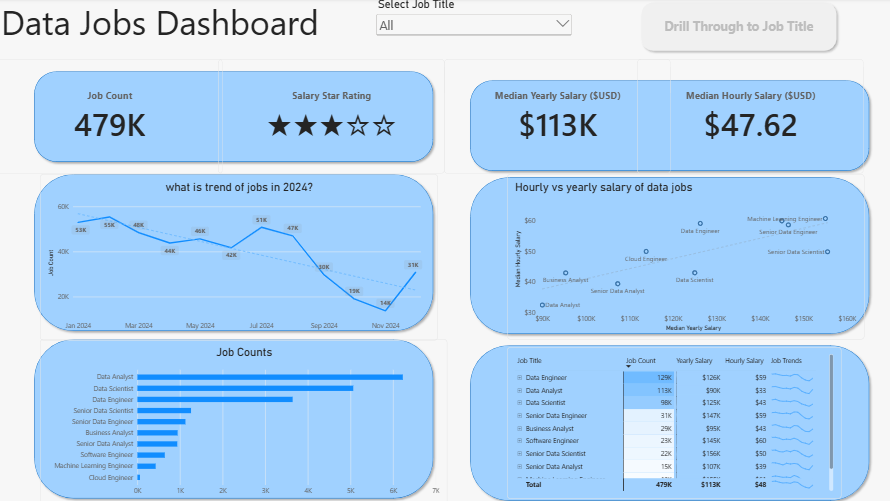 Select Job Title
Data Jobs Dashboard
All
Drill Through to Job Title
Job Count
479K
Salary Star Rating
★★★☆☆
Median Yearly Salary ($USD)
$113K
Median Hourly Salary ($USD)
$47.62
what is trend of jobs in 2024?
Job Count
60K
40K
20K
53K
55K
48K
44K
46K
42K
51K
47K
30K
19K
14K
31K
Jan 2024
Mar 2024
May 2024
Jul 2024
Sep 2024
Nov 2024
Hourly vs yearly salary of data jobs
Median Hourly Salary
$60
$50
$40
$30
Machine Learning Engineer
Data Engineer
Senior Data Engineer
Cloud Engineer
Senior Data Scientist
Business Analyst
Data Scientist
Senior Data Analyst
Data Analyst
$90K
$100K
$110K
$120K
$130K
$140K
$150K
$160K
Median Yearly Salary
Job Counts
Data Analyst
Data Scientist
Data Engineer
Senior Data Scientist
Senior Data Engineer
Business Analyst
Senior Data Analyst
Software Engineer
Machine Learning Engineer
Cloud Engineer
0K
1K
2K
3K
4K
5K
6K
7K
Job Title Job Count Yearly Salary Hourly Salary Job Trends
Data Engineer 129K $126K $59
Data Analyst 113K $90K $33
Data Scientist 98K $125K $43
Senior Data Engineer 31K $147K $59
Business Analyst 29K $95K $43
Software Engineer 23K $145K $60
Senior Data Scientist 22K $156K $50
Senior Data Analyst 15K $107K $39
Total 479K $113K $48